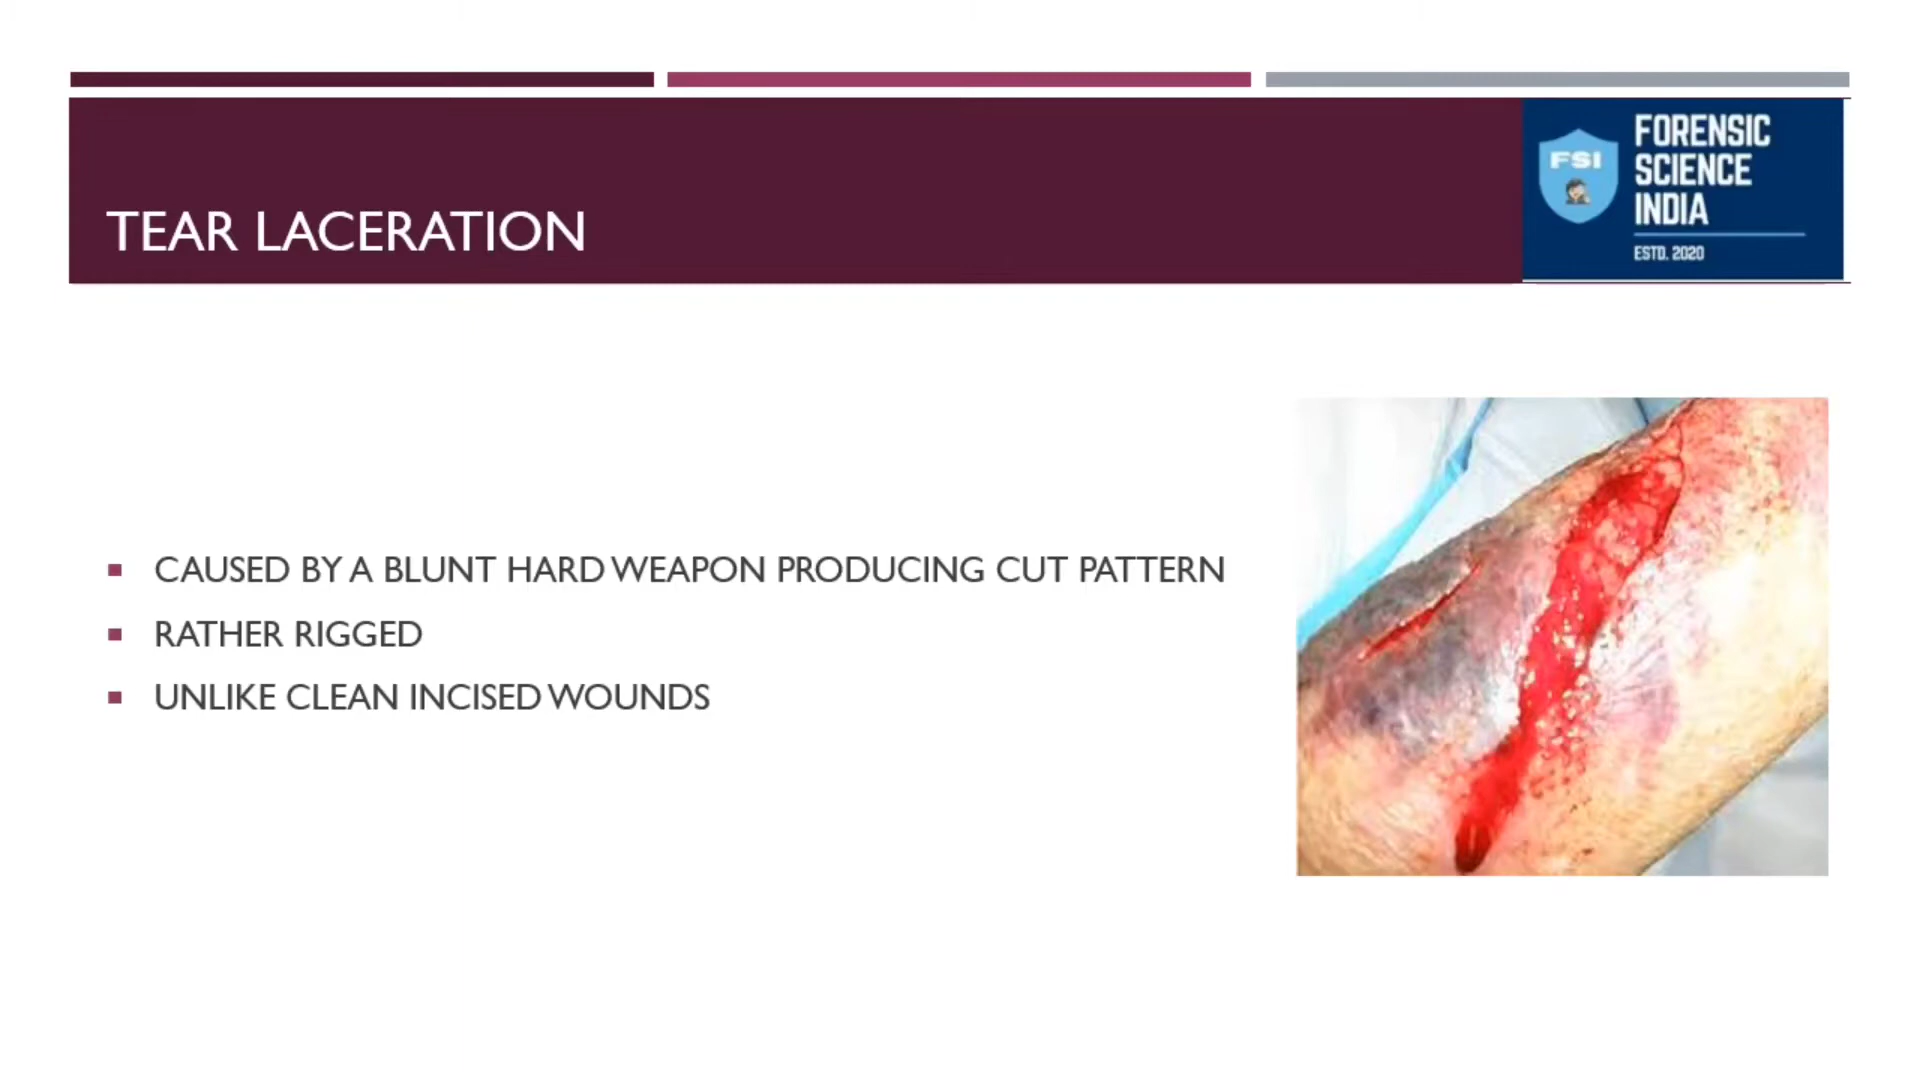 FORENSIC
SCIENCE
INDIA
FSI
ESTD. 2020
TEAR LACERATION
CAUSED BY A BLUNT HARD WEAPON PRODUCING CUT PATTERN
RATHER RIGGED
UNLIKE CLEAN INCISED WOUNDS